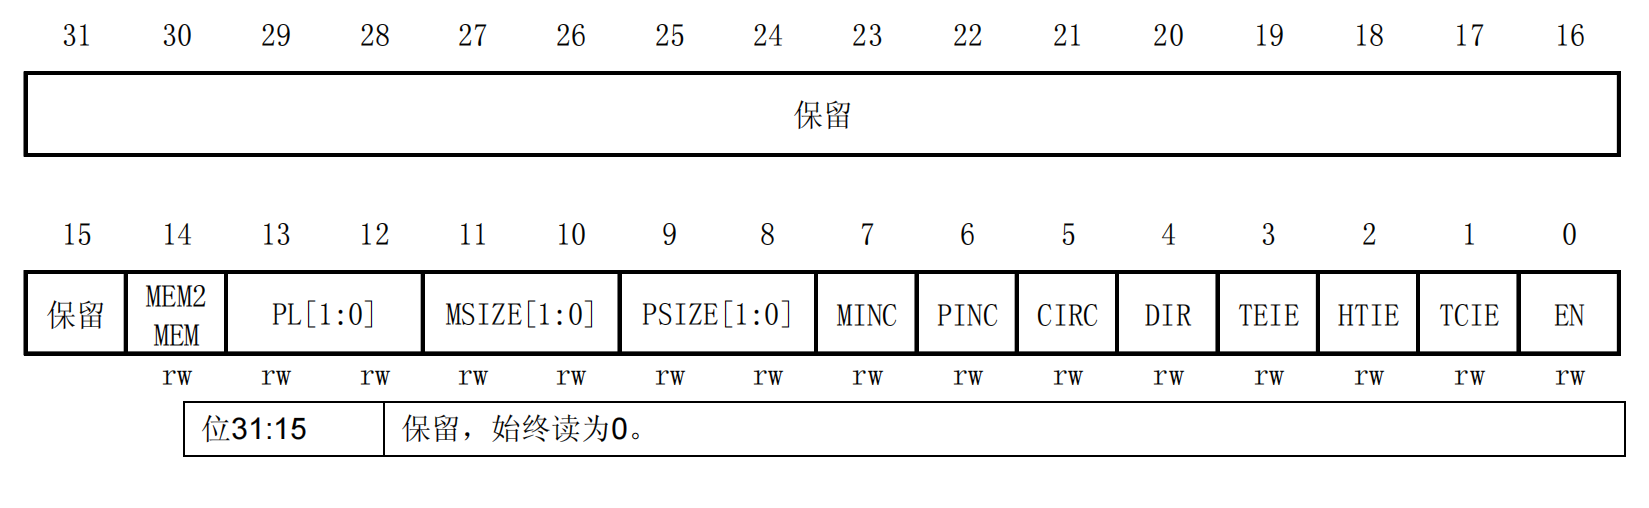 31 30 29 28 27 26 25 24 23 22 21 20 19 18 17 16
保留
15 14 13 12 11 10 9 8 7 6 5 4 3 2 1 0
保留 MEM2 MEM PL[1:0] MSIZE[1:0] PSIZE[1:0] MINC PINC CIRC DIR TEIE HTIE TCIE EN
rw rw rw rw rw rw rw rw rw rw rw rw rw rw rw
位31:15 保留，始终读为0。